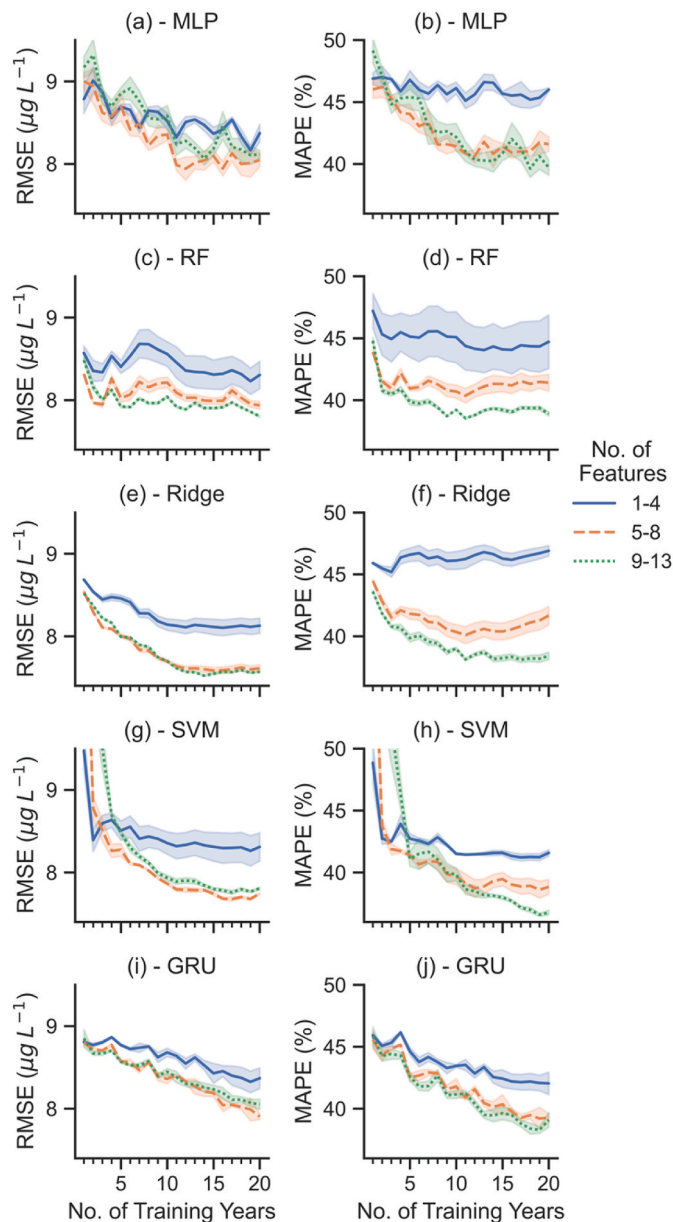 (a) - MLP
(b) - MLP
RMSE (μg L⁻¹)
9
8
MAPE (%)
50
45
40
(c) - RF
(d) - RF
RMSE (μg L⁻¹)
9
8
MAPE (%)
50
45
40
No. of
Features
1-4
5-8
9-13
(e) - Ridge
(f) - Ridge
RMSE (μg L⁻¹)
9
8
MAPE (%)
50
45
40
(g) - SVM
(h) - SVM
RMSE (μg L⁻¹)
9
8
MAPE (%)
50
45
40
(i) - GRU
(j) - GRU
RMSE (μg L⁻¹)
9
8
MAPE (%)
50
45
40
5 10 15 20
5 10 15 20
No. of Training Years
No. of Training Years